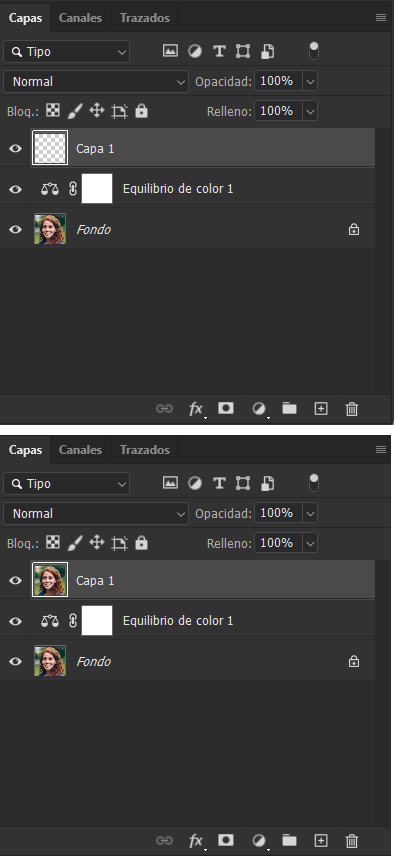 Capas Canales Trazados
Tipo
Normal Opacidad: 100%
Bloq.: Relleno: 100%
Capa 1
Equilibrio de color 1
Fondo
fx
Capas Canales Trazados
Tipo
Normal Opacidad: 100%
Bloq.: Relleno: 100%
Capa 1
Equilibrio de color 1
Fondo
fx